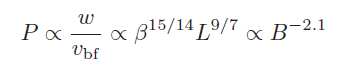 P ∝ w/v_bf ∝ β^{15/14} L^{9/7} ∝ B^{−2.1}